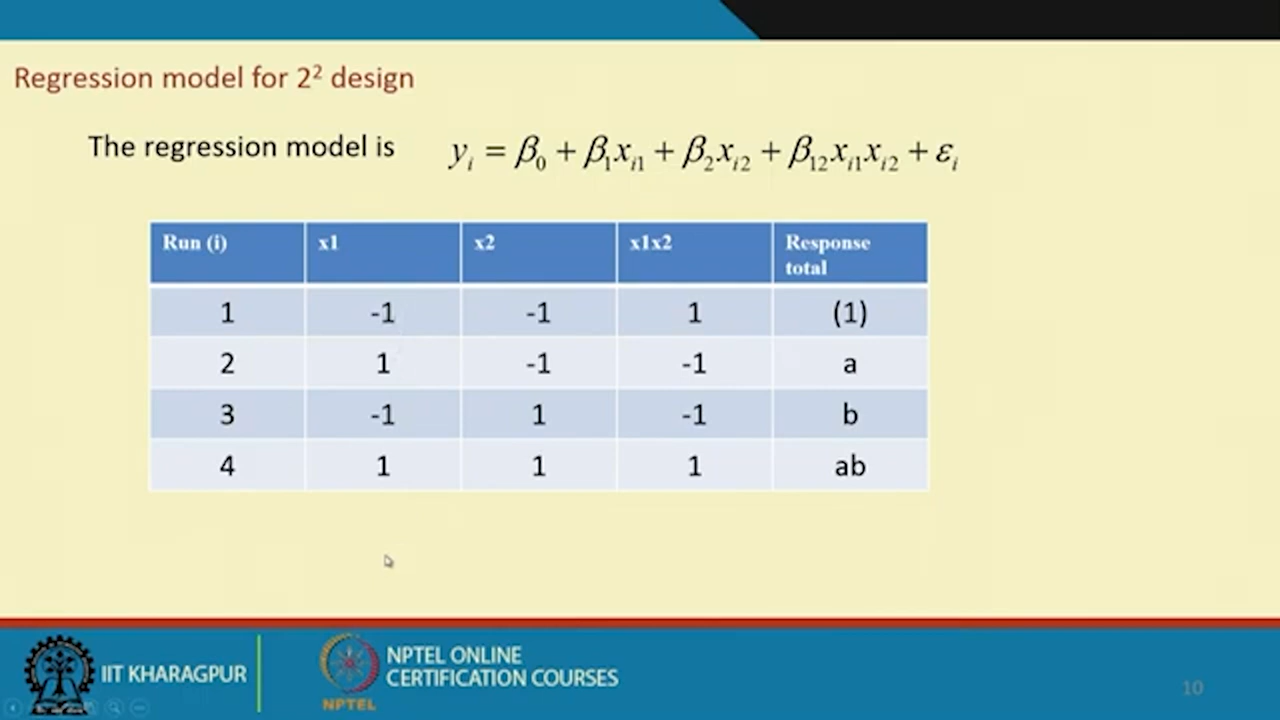 Regression model for 2² design
The regression model is yᵢ = β₀ + β₁xᵢ₁ + β₂xᵢ₂ + β₁₂xᵢ₁xᵢ₂ + εᵢ
Run (i) x1 x2 x1x2 Response total
1 -1 -1 1 (1)
2 1 -1 -1 a
3 -1 1 -1 b
4 1 1 1 ab
IIT KHARAGPUR
NPTEL ONLINE
CERTIFICATION COURSES
NPTEL
10